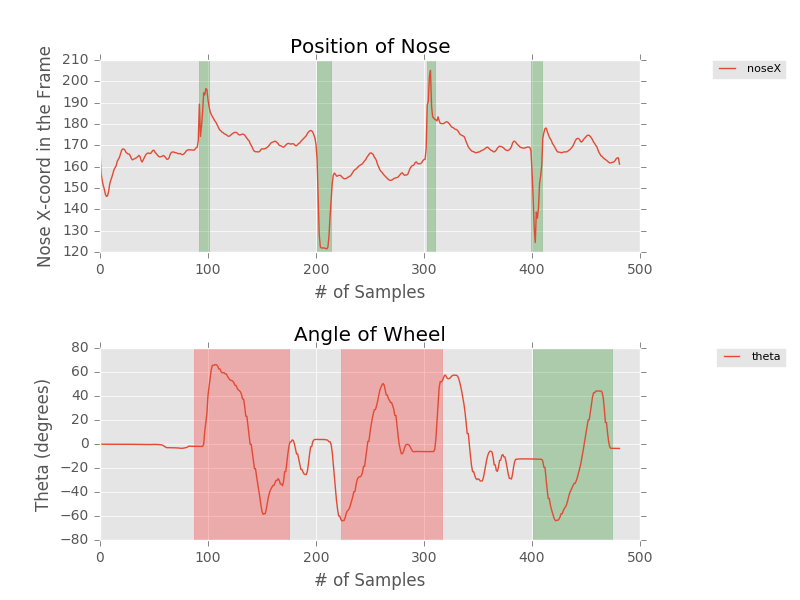 Position of Nose
Nose X-coord in the Frame
210
200
190
180
170
160
150
140
130
120
0 100 200 300 400 500
# of Samples
noseX
Angle of Wheel
Theta (degrees)
80
60
40
20
0
−20
−40
−60
−80
0 100 200 300 400 500
# of Samples
theta